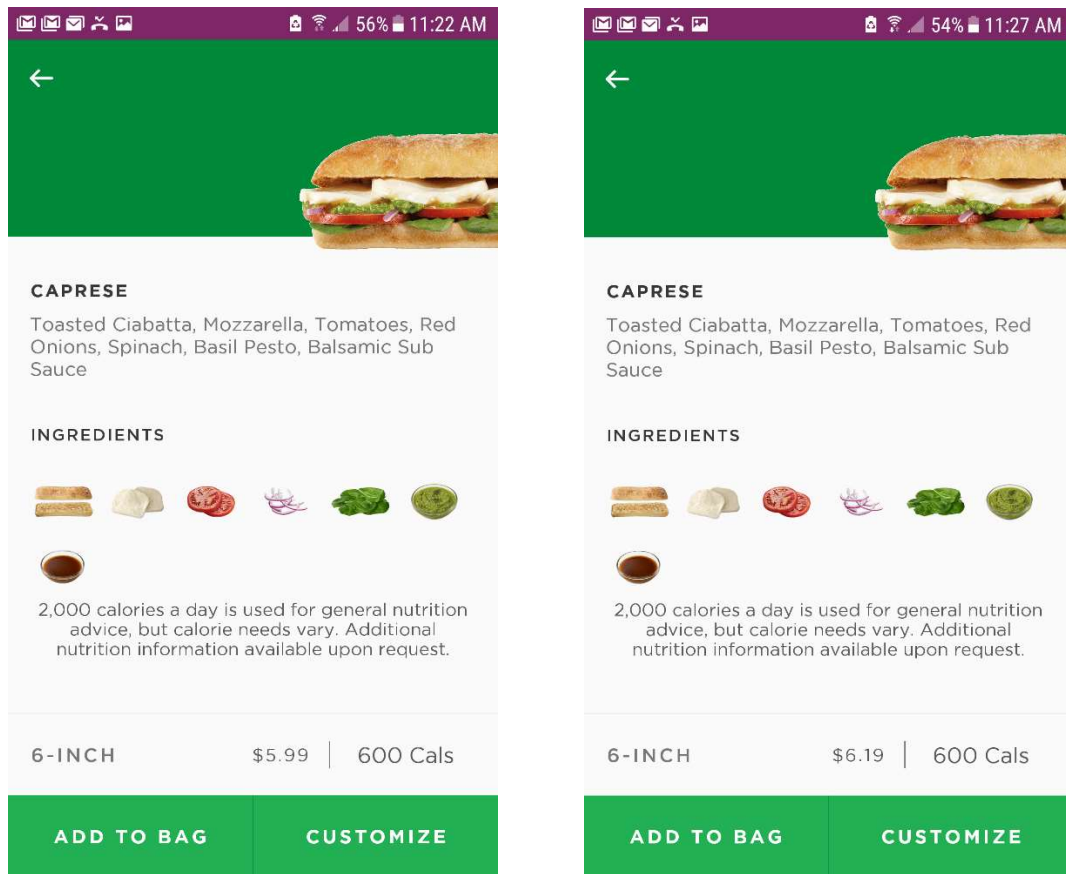 56% 11:22 AM
CAPRESE
Toasted Ciabatta, Mozzarella, Tomatoes, Red
Onions, Spinach, Basil Pesto, Balsamic Sub
Sauce
INGREDIENTS
2,000 calories a day is used for general nutrition
advice, but calorie needs vary. Additional
nutrition information available upon request.
6-INCH $5.99 600 Cals
ADD TO BAG CUSTOMIZE
54% 11:27 AM
CAPRESE
Toasted Ciabatta, Mozzarella, Tomatoes, Red
Onions, Spinach, Basil Pesto, Balsamic Sub
Sauce
INGREDIENTS
2,000 calories a day is used for general nutrition
advice, but calorie needs vary. Additional
nutrition information available upon request.
6-INCH $6.19 600 Cals
ADD TO BAG CUSTOMIZE